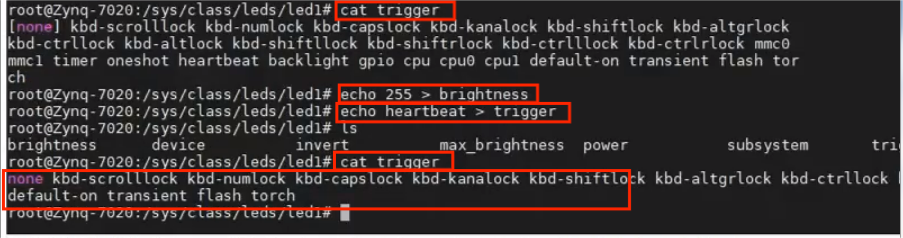 root@Zynq-7020:/sys/class/leds/led1# cat trigger
[none] kbd-scrolllock kbd-numlock kbd-capslock kbd-kanalock kbd-shiftlock kbd-altgrlock
kbd-ctrllock kbd-altlock kbd-shiftllock kbd-shiftrlock kbd-ctrlllock kbd-ctrlrlock mmc0
mmc1 timer oneshot heartbeat backlight gpio cpu cpu0 cpu1 default-on transient flash tor
ch
root@Zynq-7020:/sys/class/leds/led1# echo 255 > brightness
root@Zynq-7020:/sys/class/leds/led1# echo heartbeat > trigger
root@Zynq-7020:/sys/class/leds/led1# ls
brightness device invert max_brightness power subsystem tri
root@Zynq-7020:/sys/class/leds/led1# cat trigger
none kbd-scrolllock kbd-numlock kbd-capslock kbd-kanalock kbd-shiftlock kbd-altgrlock kbd-ctrllock
default-on transient flash torch
root@Zynq-7020:/sys/class/leds/led1#